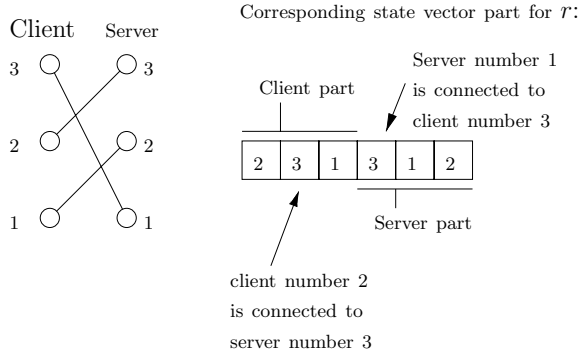 Corresponding state vector part for r:
Client Server
3 3
2 2
1 1
Client part
Server number 1
is connected to
client number 3
2 3 1 3 1 2
Server part
client number 2
is connected to
server number 3